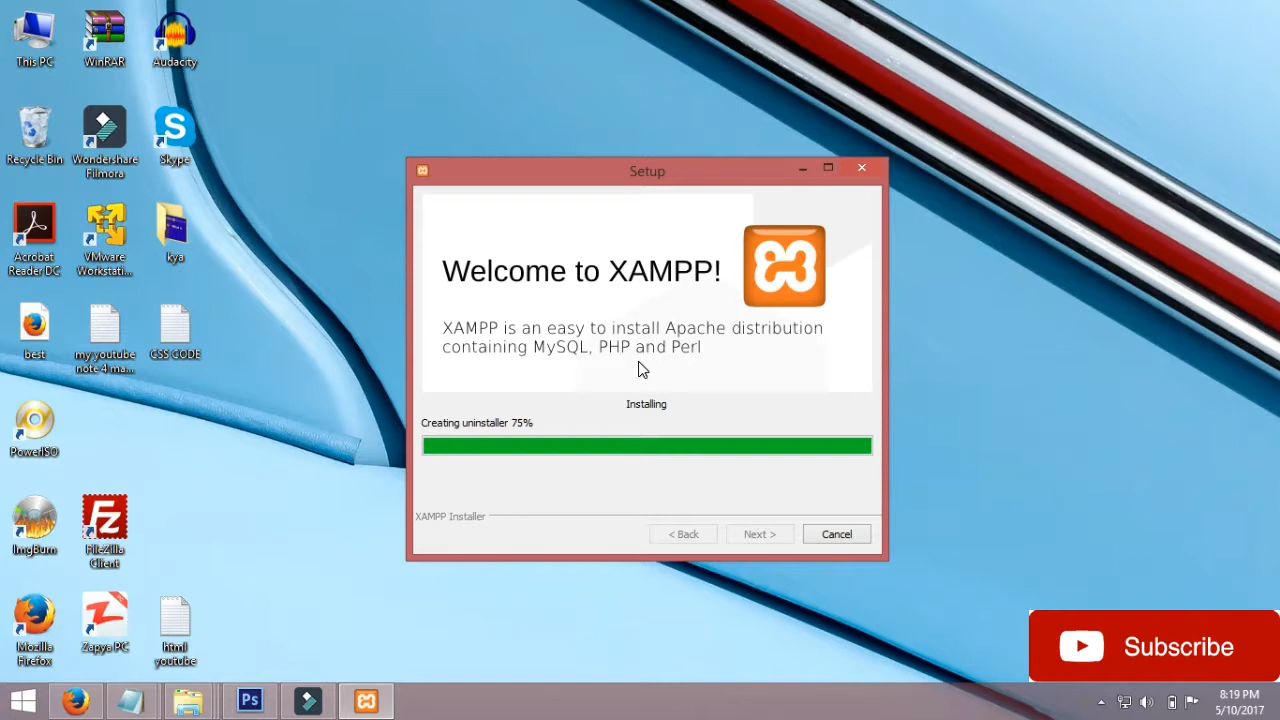 This PC
WinRAR
Audacity
Recycle Bin
Wondershare
Filmora
Skype
Acrobat
Reader DC
VMware
Workstati...
kya
best
my youtube
note 4 ma...
CSS CODE
PowerISO
ImgBurn
FileZilla
Client
Mozilla
Firefox
Zapya PC
html
youtube
Setup
Welcome to XAMPP!
XAMPP is an easy to install Apache distribution
containing MySQL, PHP and Perl
Installing
Creating uninstaller 75%
XAMPP Installer
< Back
Next >
Cancel
Subscribe
Ps
8:19 PM
5/10/2017